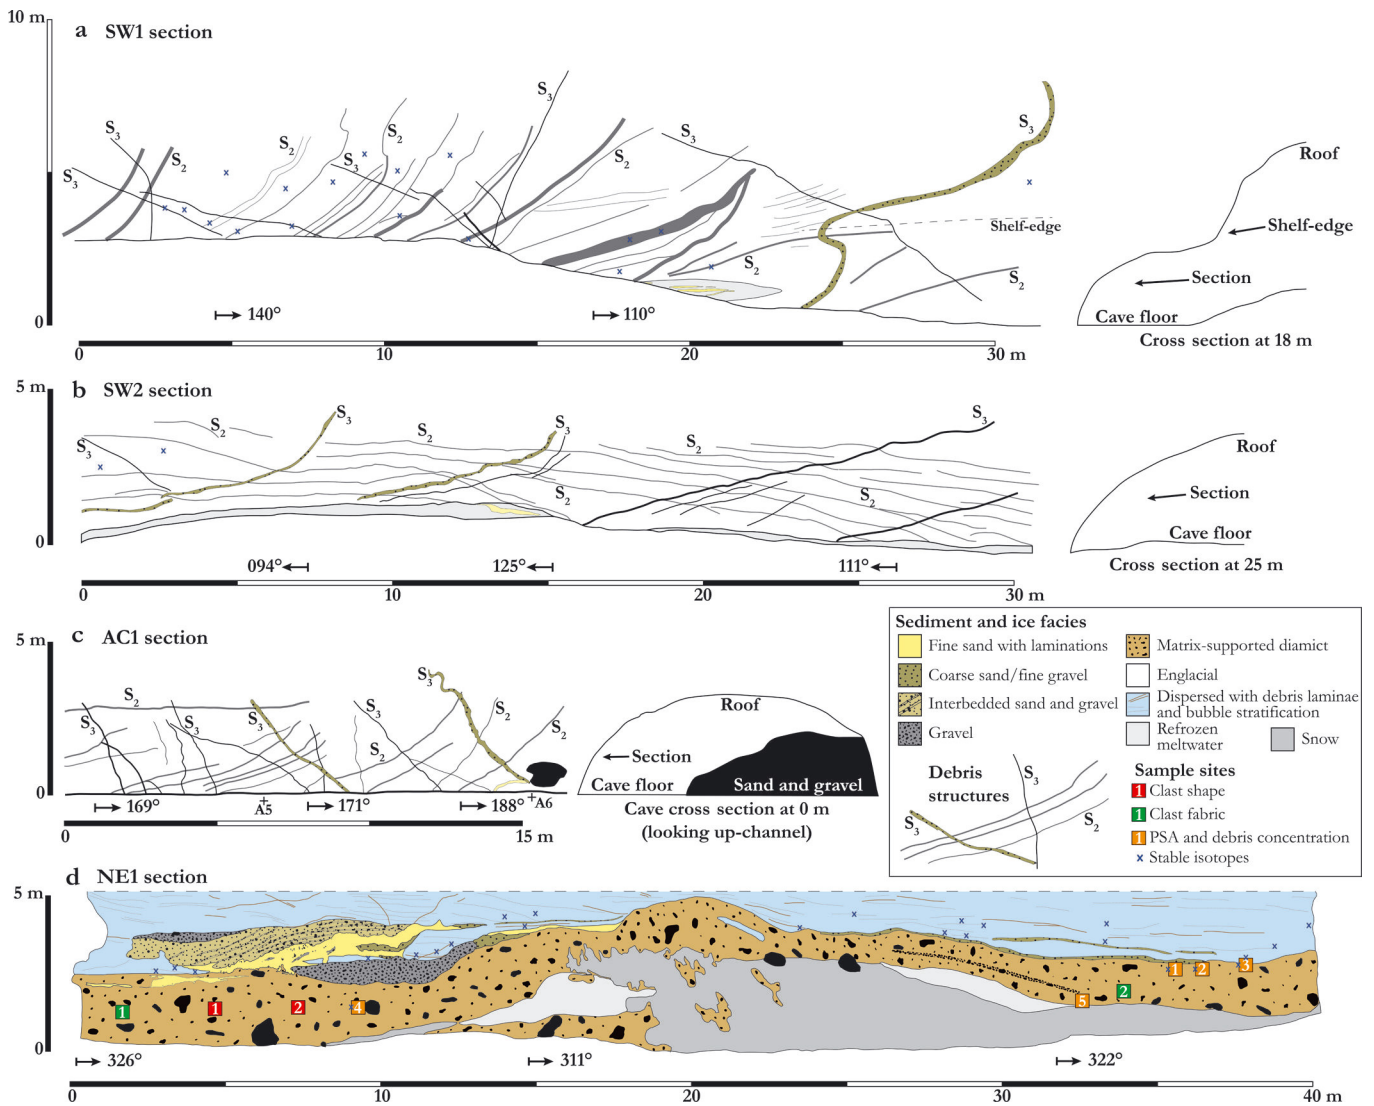 10 m
a SW1 section
S3
S3
S2
S2
S3
S2
S3
S2
S3
S3
S2
S2
Shelf-edge
Roof
Shelf-edge
Section
Cave floor
Cross section at 18 m
0
140°
110°
0 10 20 30 m
5 m
b SW2 section
S3
S2
S3
S2
S3
S2
S2
S3
S2
Roof
Section
Cave floor
Cross section at 25 m
0
094°
125°
111°
0 10 20 30 m
5 m
c AC1 section
S2
S3
S3
S3
S3
S2
S3
S2
S2
Roof
Section
Cave floor
Sand and gravel
Cave cross section at 0 m
(looking up-channel)
0
169°
+
A5
171°
188°
+A6
0 15 m
Sediment and ice facies
Fine sand with laminations
Coarse sand/fine gravel
Interbedded sand and gravel
Gravel
Matrix-supported diamict
Englacial
Dispersed with debris laminae
and bubble stratification
Refrozen
meltwater
Snow
Debris
structures
S3
S3
S2
Sample sites
1 Clast shape
1 Clast fabric
1 PSA and debris concentration
x Stable isotopes
d NE1 section
5 m
0
1
1
2
4
5
2
1
2
3
326°
311°
322°
0 10 20 30 40 m